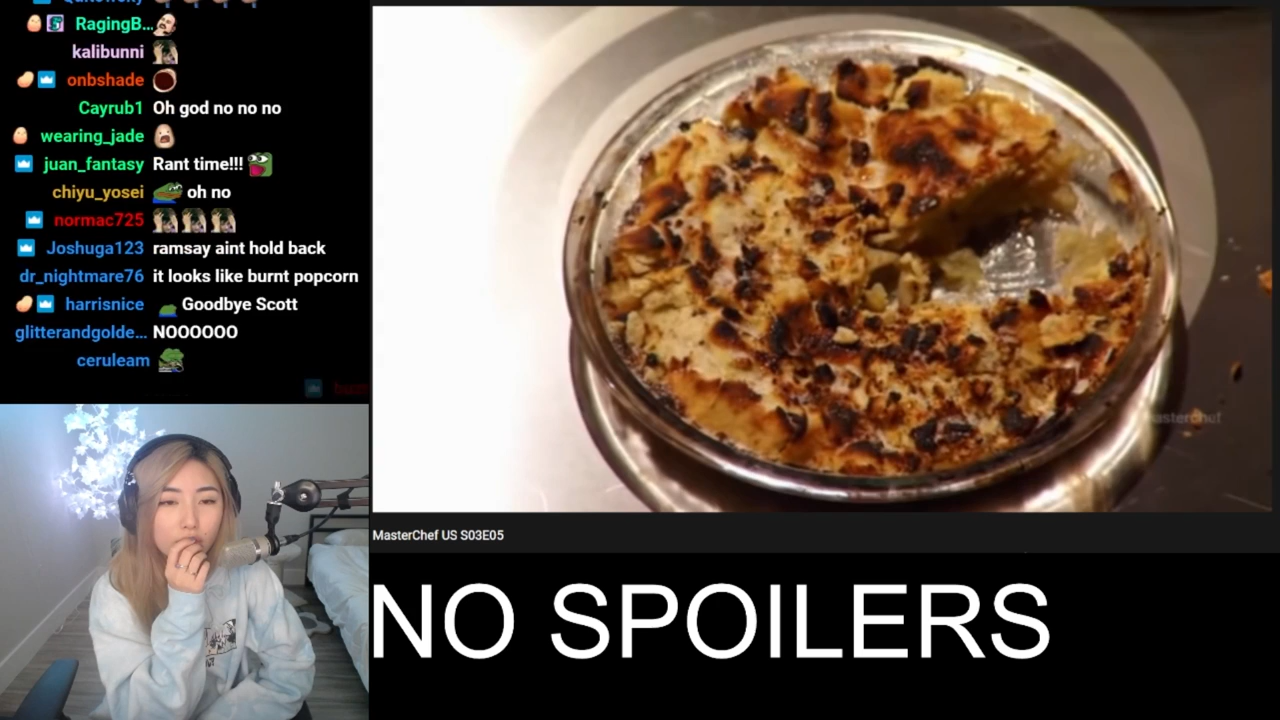 RagingB...
kalibunni
onbshade
Cayrub1 Oh god no no no
wearing_jade
juan_fantasy Rant time!!!
chiyu_yosei oh no
normac725
Joshuga123 ramsay aint hold back
dr_nightmare76 it looks like burnt popcorn
harrisnice Goodbye Scott
glitterandgolde... NOOOOOO
ceruleam
masterchef
MasterChef US S03E05
NO SPOILERS